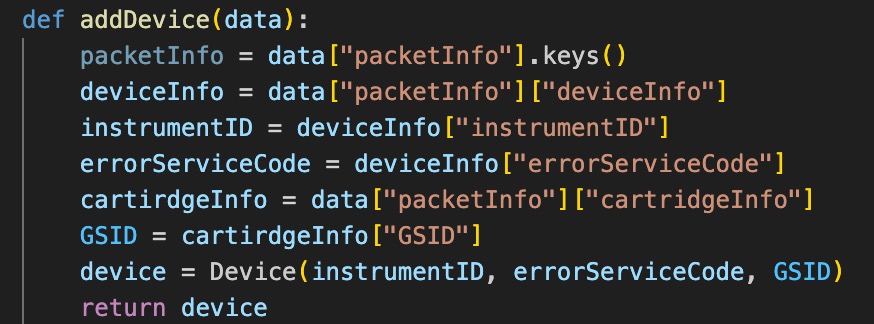 def addDevice(data):
packetInfo = data["packetInfo"].keys()
deviceInfo = data["packetInfo"]["deviceInfo"]
instrumentID = deviceInfo["instrumentID"]
errorServiceCode = deviceInfo["errorServiceCode"]
cartirdgeInfo = data["packetInfo"]["cartridgeInfo"]
GSID = cartirdgeInfo["GSID"]
device = Device(instrumentID, errorServiceCode, GSID)
return device